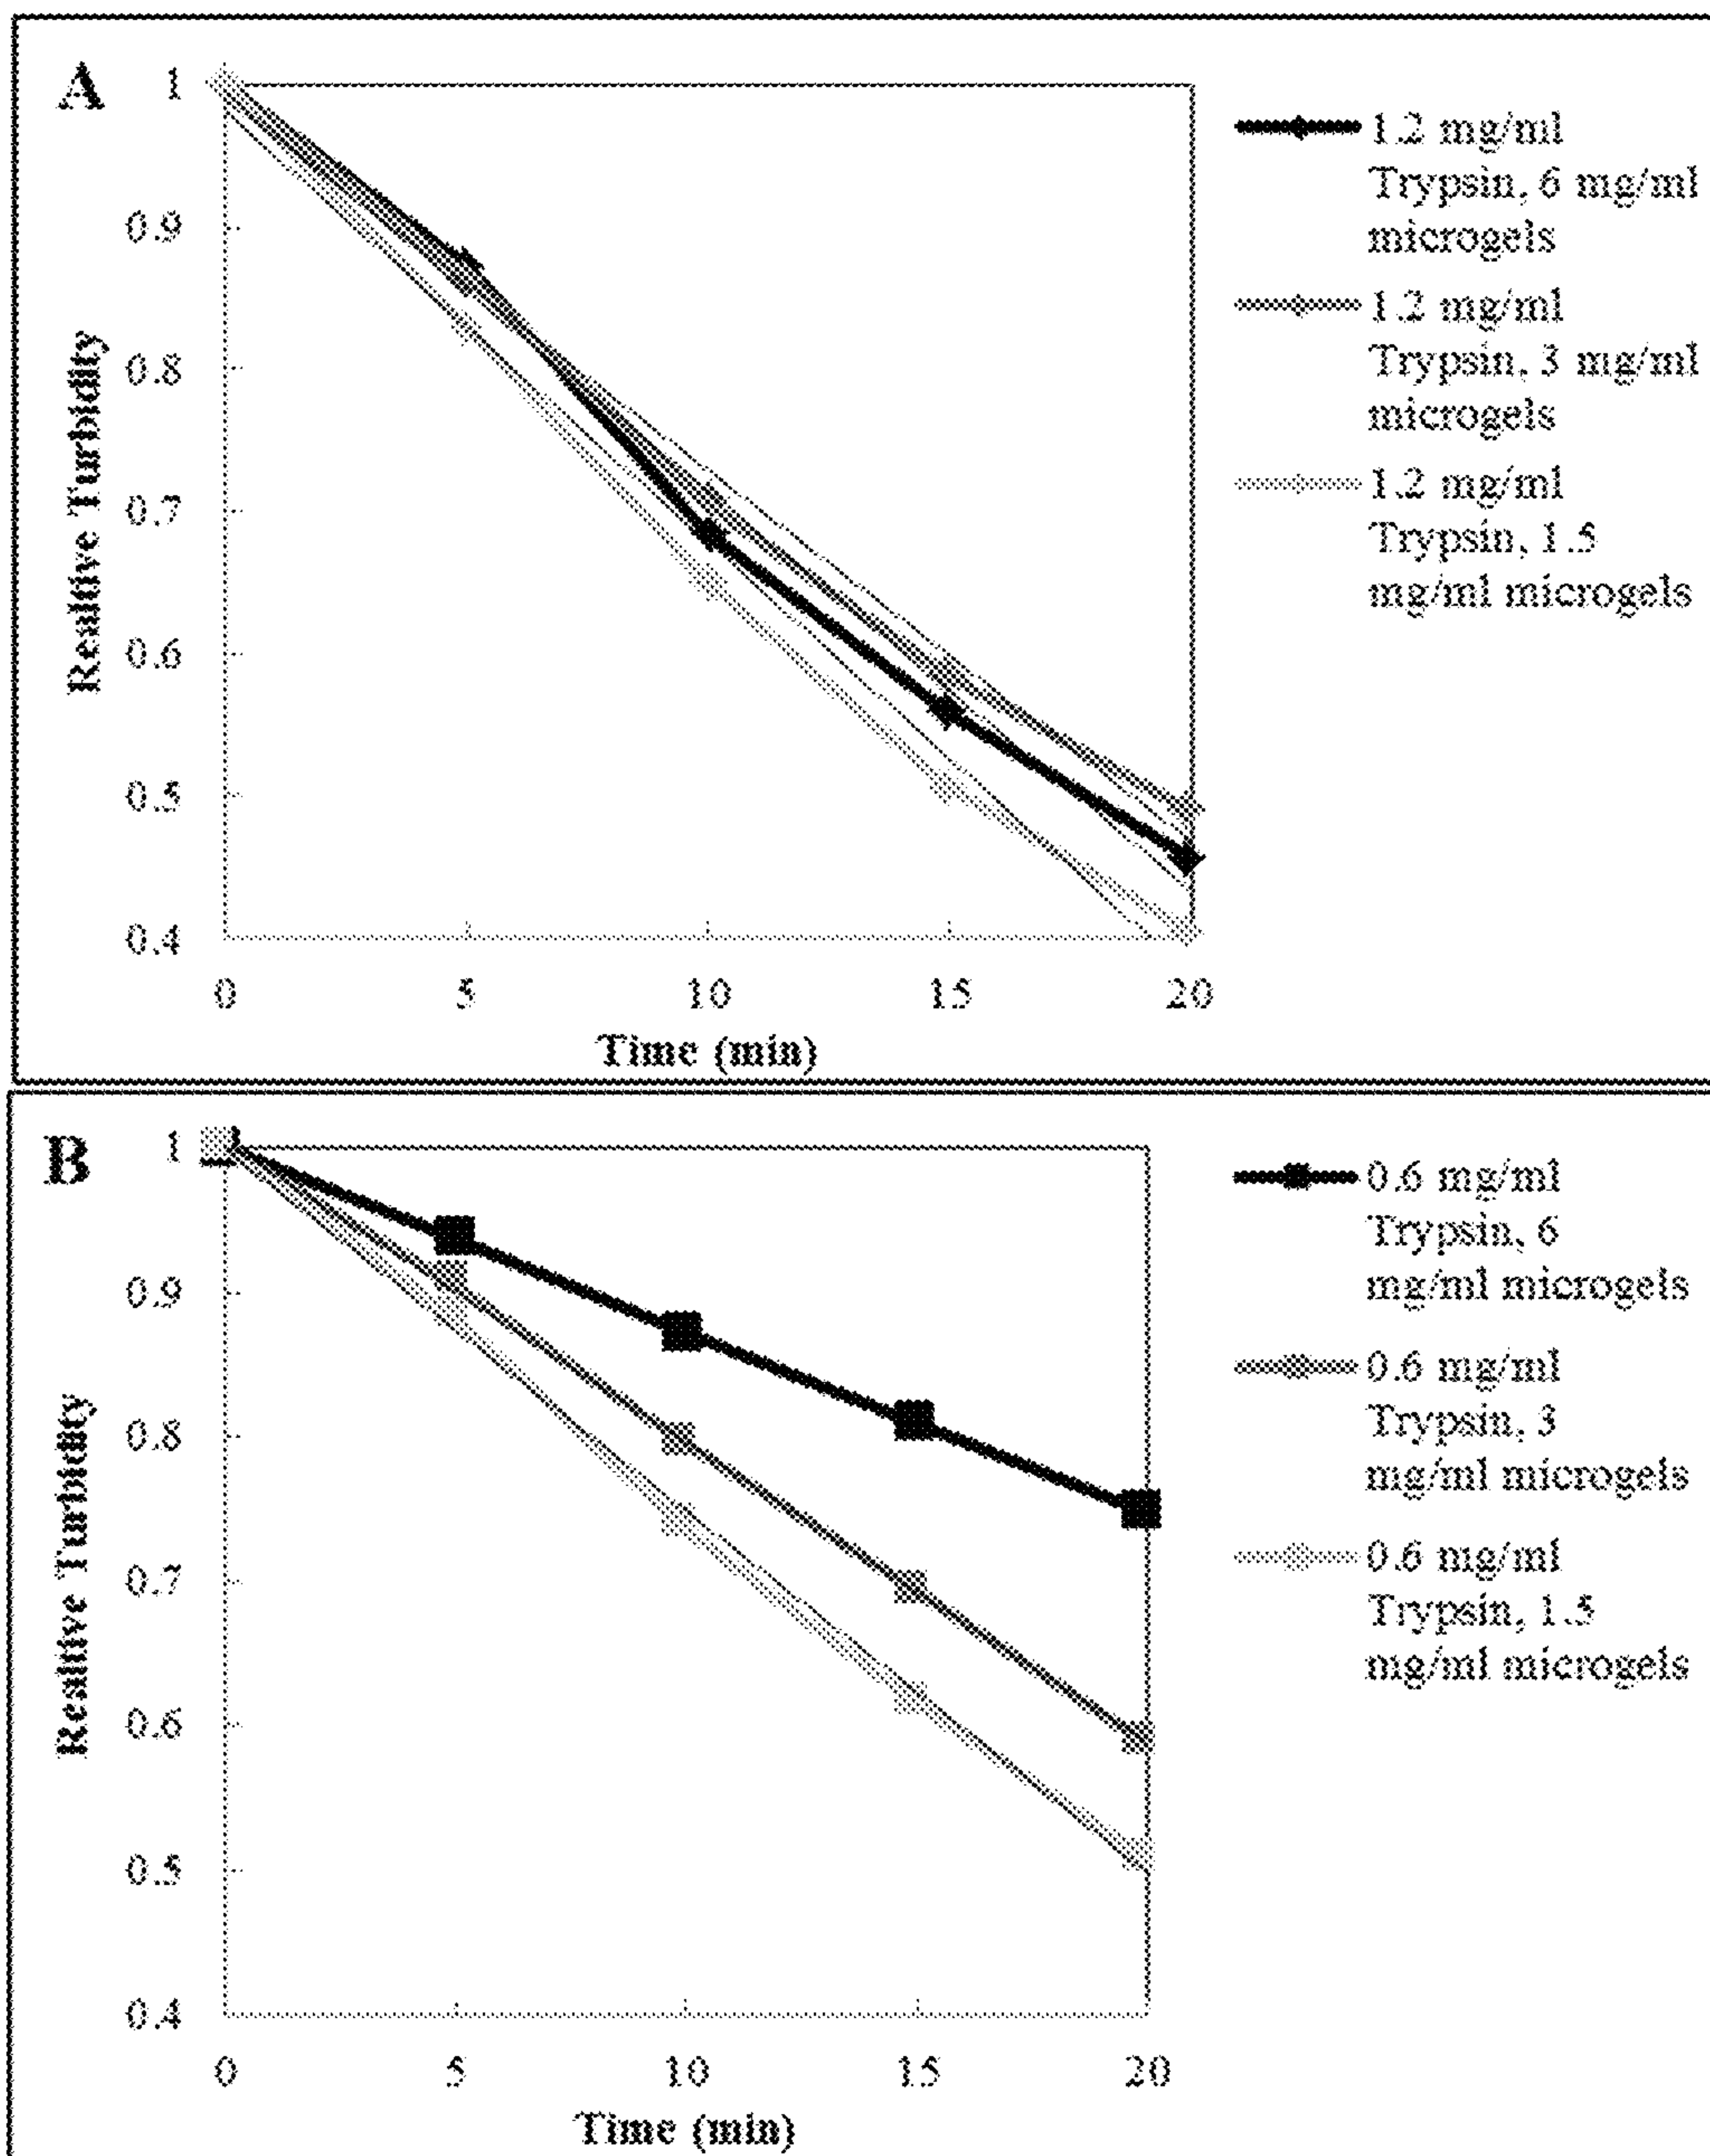 A
1
0.9
0.8
0.7
0.6
0.5
0.4
Realtive Turbidity
0
5
10
15
20
Time (min)
1.2 mg/ml
Trypsin, 6 mg/ml
microgels
1.2 mg/ml
Trypsin, 3 mg/ml
microgels
1.2 mg/ml
Trypsin, 1.5
mg/ml microgels
B
1
0.9
0.8
0.7
0.6
0.5
0.4
Realtive Turbidity
0
5
10
15
20
Time (min)
0.6 mg/ml
Trypsin, 6
mg/ml microgels
0.6 mg/ml
Trypsin, 3
mg/ml microgels
0.6 mg/ml
Trypsin, 1.5
mg/ml microgels